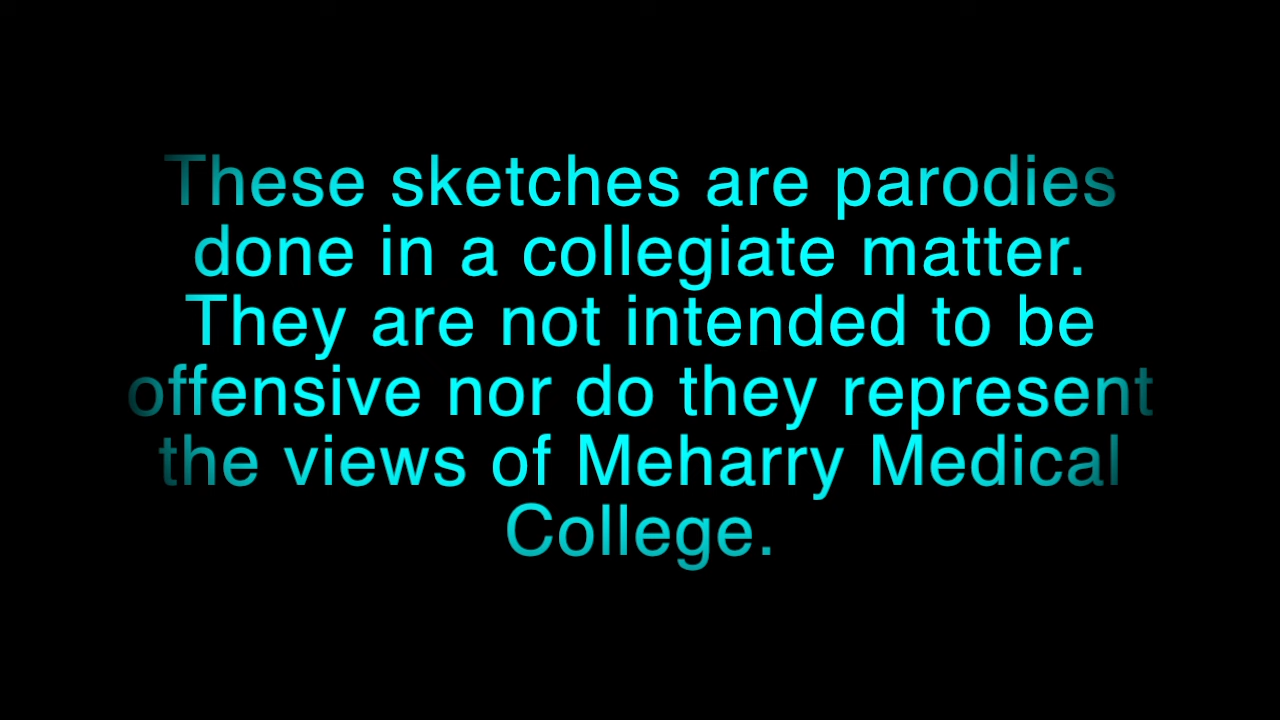 These sketches are parodies
done in a collegiate matter.
They are not intended to be
offensive nor do they represent
the views of Meharry Medical
College.